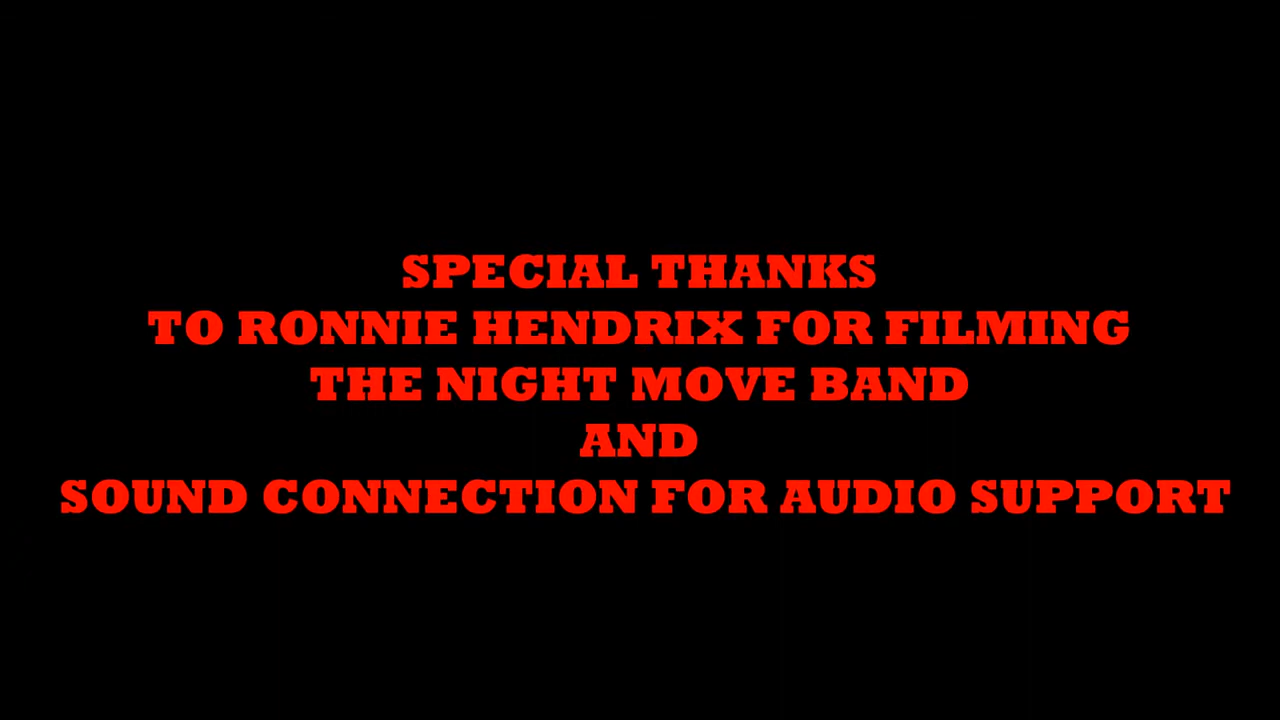 SPECIAL THANKS
TO RONNIE HENDRIX FOR FILMING
THE NIGHT MOVE BAND
AND
SOUND CONNECTION FOR AUDIO SUPPORT